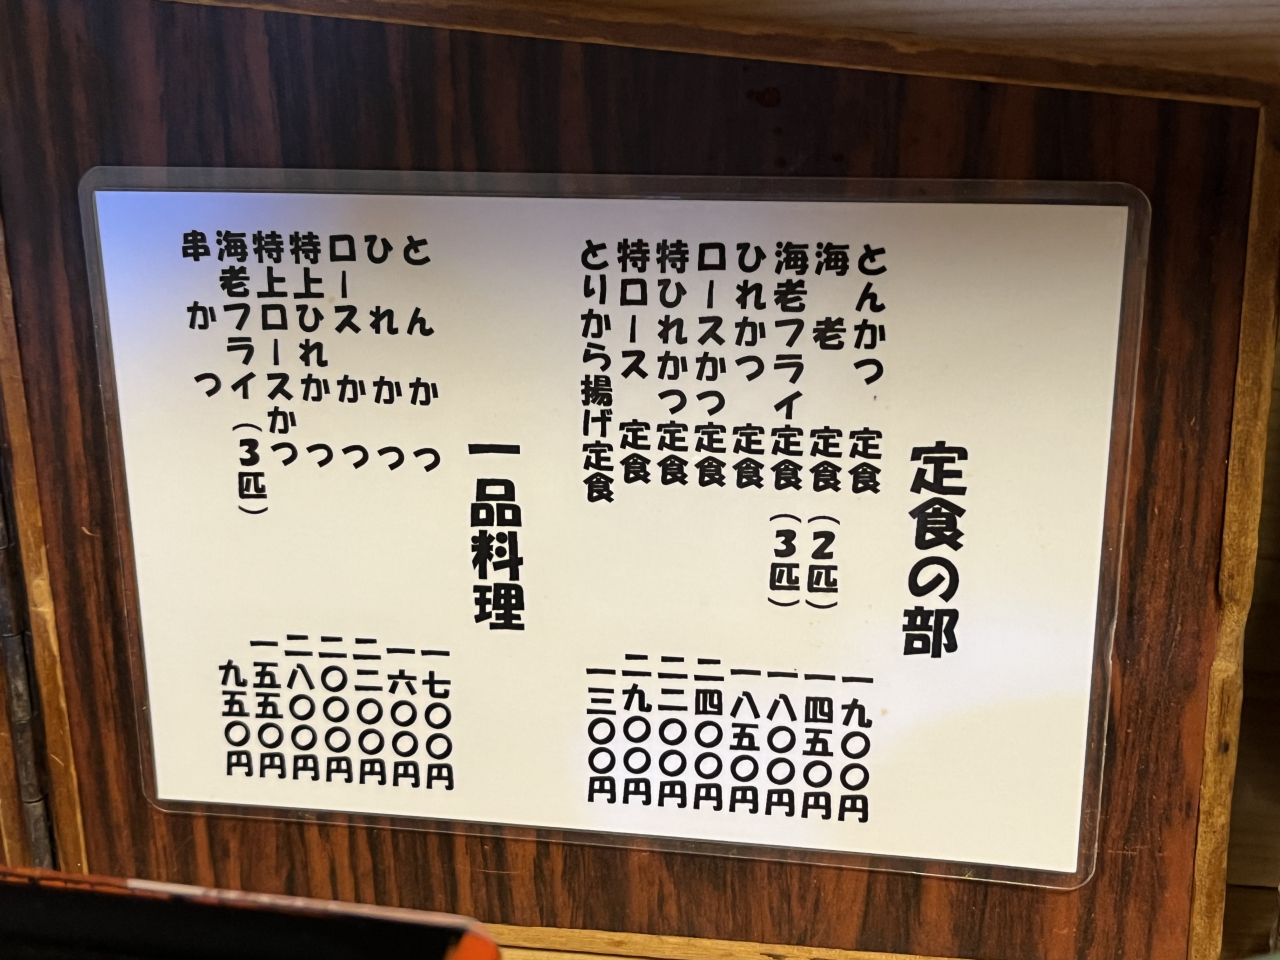 定食の部
とんかつ定食 一九〇〇円
海老定食(2匹) 一四五〇円
海老フライ定食(3匹) 一八〇〇円
ひれかつ定食 一八五〇円
ロースかつ定食 二四〇〇円
特ひれかつ定食 二二〇〇円
特ロース定食 二九〇〇円
とりから揚げ定食 一三〇〇円
一品料理
とんかつ 一七〇〇円
ひれかつ 一六〇〇円
ロースかつ 二二〇〇円
特上ひれかつ 二〇〇〇円
特上ロースかつ 二八〇〇円
海老フライ(3匹) 一五五〇円
串かつ 九五〇円